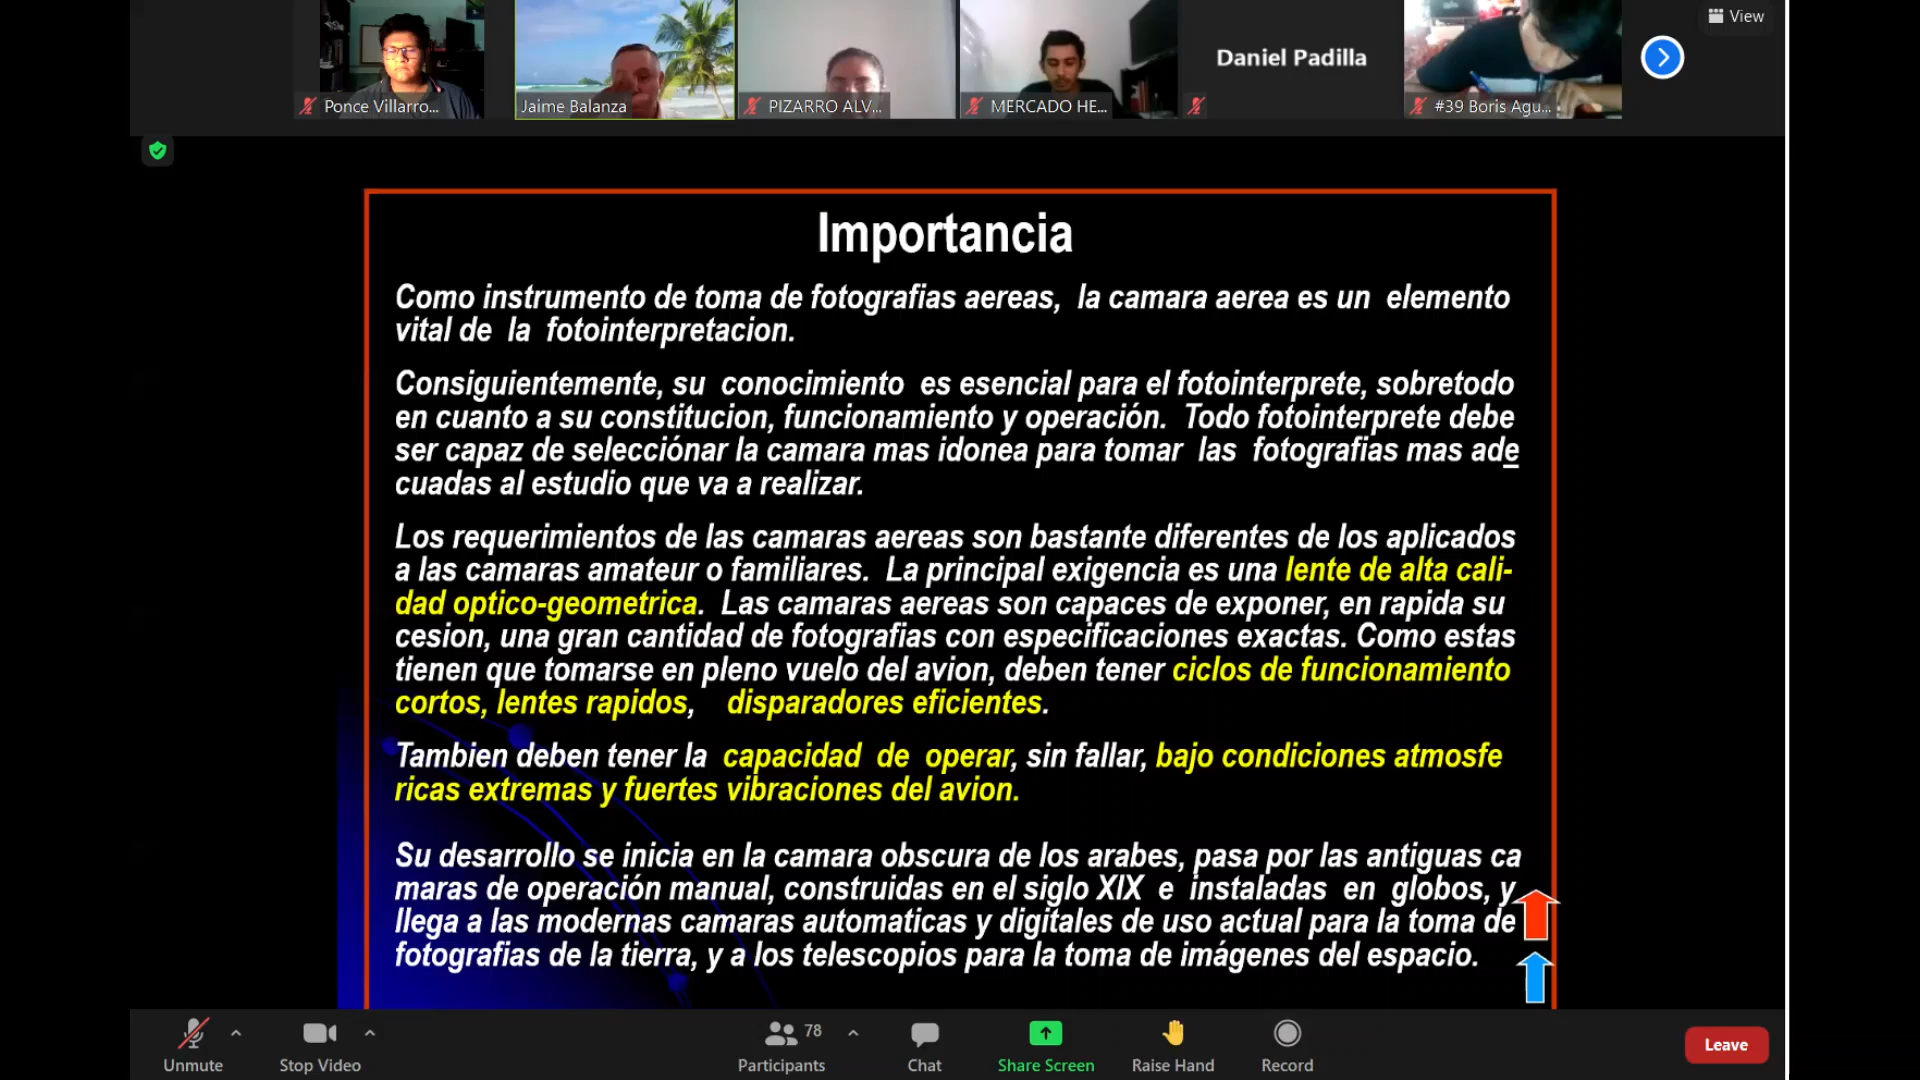 View
Ponce Villarro...
Jaime Balanza
PIZARRO ALV...
MERCADO HE...
Daniel Padilla
#39 Boris Agu...
Importancia
Como instrumento de toma de fotografias aereas, la camara aerea es un elemento
vital de la fotointerpretacion.
Consiguientemente, su conocimiento es esencial para el fotointerprete, sobretodo
en cuanto a su constitucion, funcionamiento y operación. Todo fotointerprete debe
ser capaz de selecciónar la camara mas idonea para tomar las fotografias mas ade
cuadas al estudio que va a realizar.
Los requerimientos de las camaras aereas son bastante diferentes de los aplicados
a las camaras amateur o familiares. La principal exigencia es una lente de alta cali-
dad optico-geometrica. Las camaras aereas son capaces de exponer, en rapida su
cesion, una gran cantidad de fotografias con especificaciones exactas. Como estas
tienen que tomarse en pleno vuelo del avion, deben tener ciclos de funcionamiento
cortos, lentes rapidos, disparadores eficientes.
Tambien deben tener la capacidad de operar, sin fallar, bajo condiciones atmosfe
ricas extremas y fuertes vibraciones del avion.
Su desarrollo se inicia en la camara obscura de los arabes, pasa por las antiguas ca
maras de operación manual, construidas en el siglo XIX e instaladas en globos, y
llega a las modernas camaras automaticas y digitales de uso actual para la toma de
fotografias de la tierra, y a los telescopios para la toma de imágenes del espacio.
Unmute
Stop Video
78
Participants
Chat
Share Screen
Raise Hand
Record
Leave